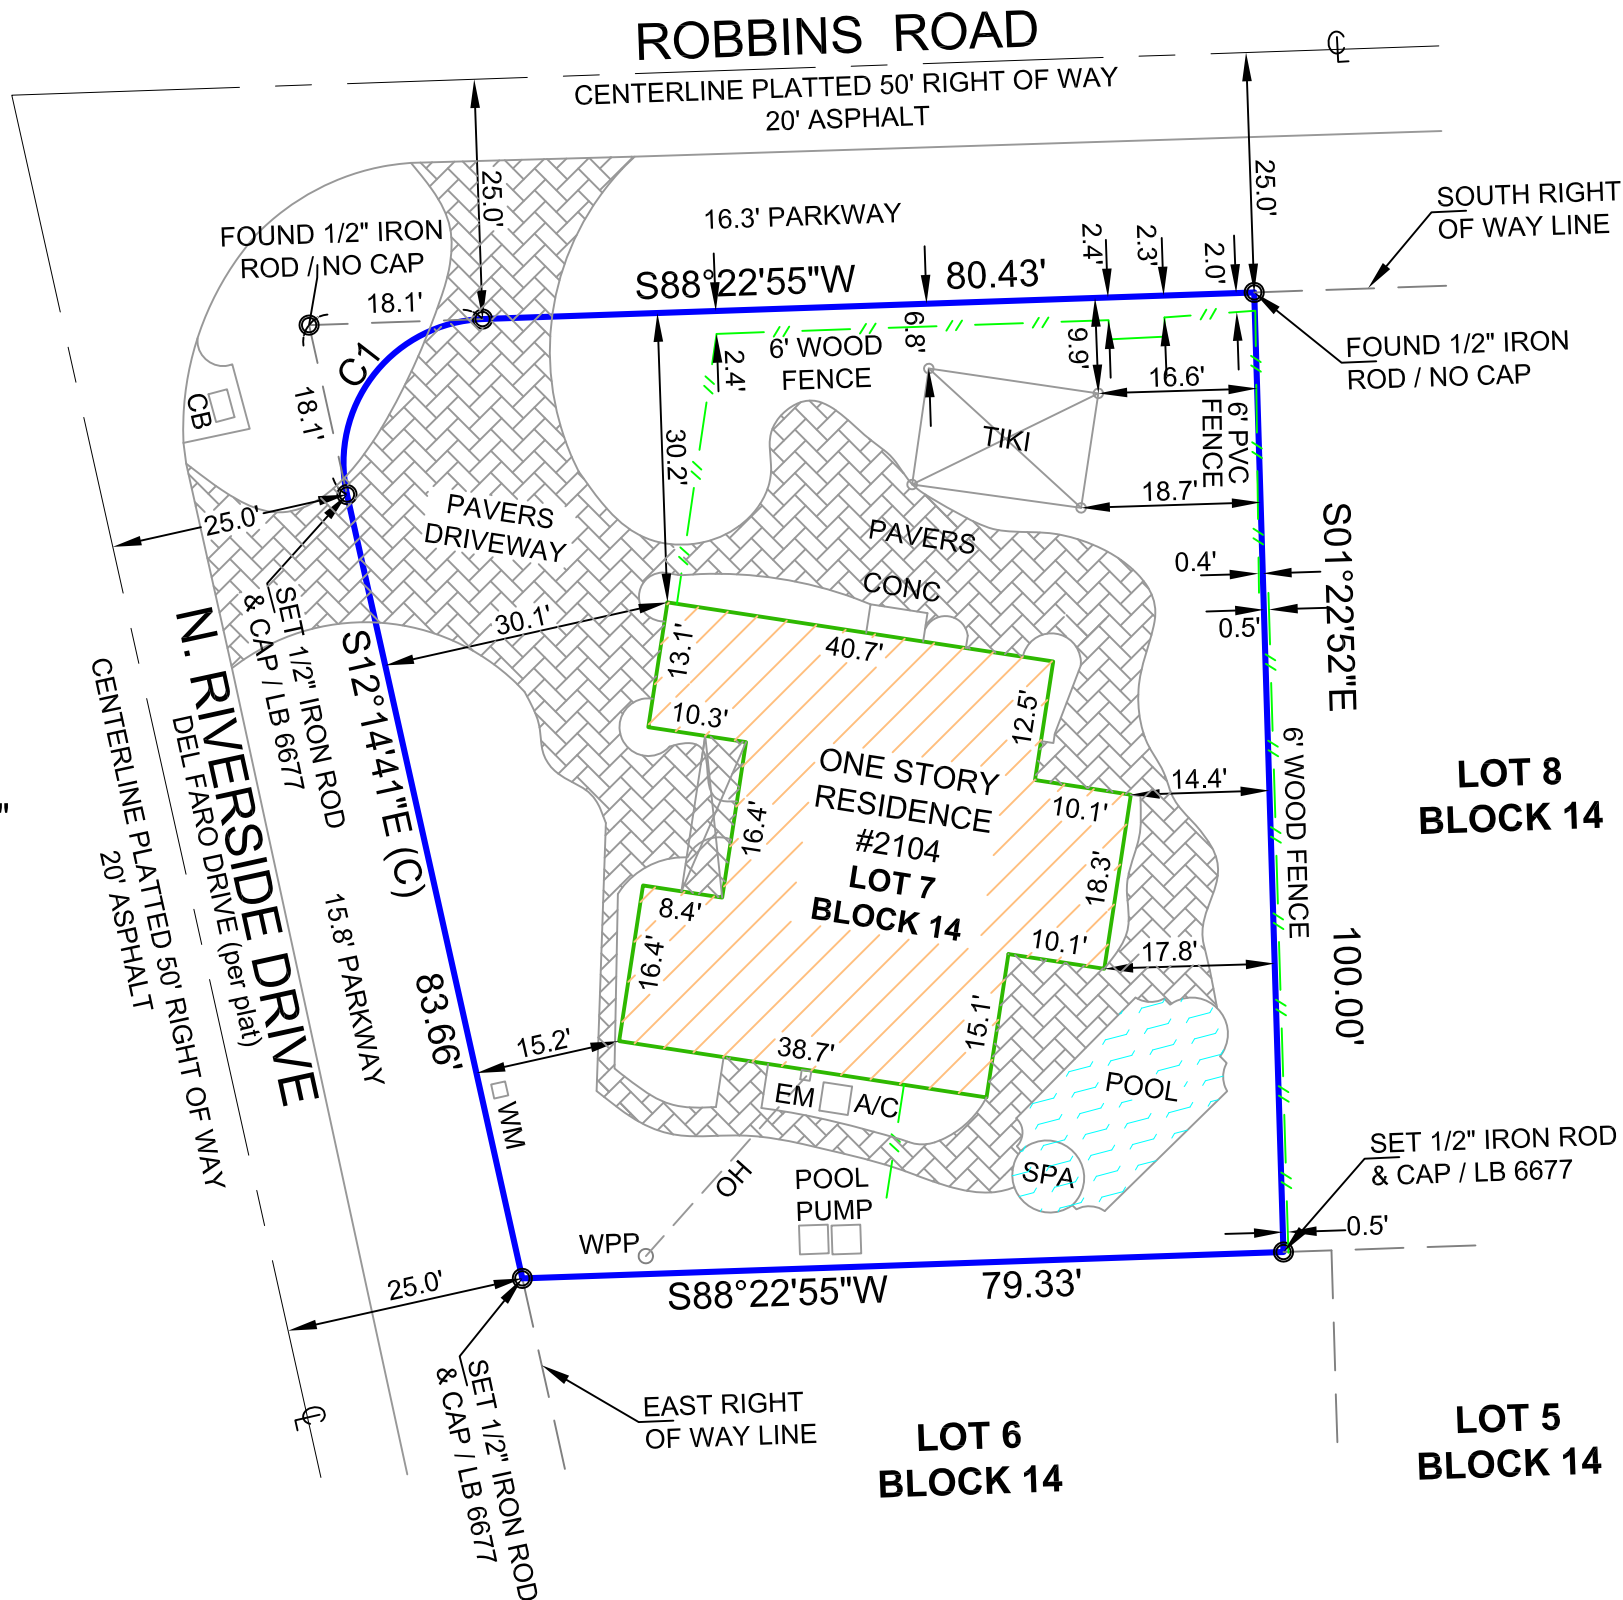 ROBBINS ROAD
CENTERLINE PLATTED 50' RIGHT OF WAY
20' ASPHALT
25.0'
25.0'
SOUTH RIGHT
OF WAY LINE
16.3' PARKWAY
FOUND 1/2" IRON
ROD / NO CAP
18.1'
18.1'
C1
CB
S88°22'55"W 80.43'
2.4'
2.3'
2.0'
2.4'
6.8'
9.9'
6' WOOD
FENCE
16.6'
6' PVC
FENCE
FOUND 1/2" IRON
ROD / NO CAP
TIKI
18.7'
30.2'
25.0'
PAVERS
DRIVEWAY
PAVERS
CONC
0.4'
0.5'
S01°22'52"E
100.00'
SET 1/2" IRON ROD
& CAP / LB 6677
30.1'
13.1'
40.7'
10.3'
12.5'
16.4'
ONE STORY
RESIDENCE
#2104
LOT 7
BLOCK 14
10.1'
14.4'
18.3'
8.4'
16.4'
10.1'
17.8'
15.1'
38.7'
15.2'
6' WOOD FENCE
LOT 8
BLOCK 14
"
N. RIVERSIDE DRIVE
DEL FARO DRIVE (per plat)
CENTERLINE PLATTED 50' RIGHT OF WAY
20' ASPHALT
S12°14'41"E (C)
83.66'
15.8' PARKWAY
WM
EM
A/C
POOL
SPA
OH
POOL
PUMP
WPP
SET 1/2" IRON ROD
& CAP / LB 6677
0.5'
S88°22'55"W 79.33'
25.0'
SET 1/2" IRON ROD
& CAP / LB 6677
EAST RIGHT
OF WAY LINE
LOT 6
BLOCK 14
LOT 5
BLOCK 14